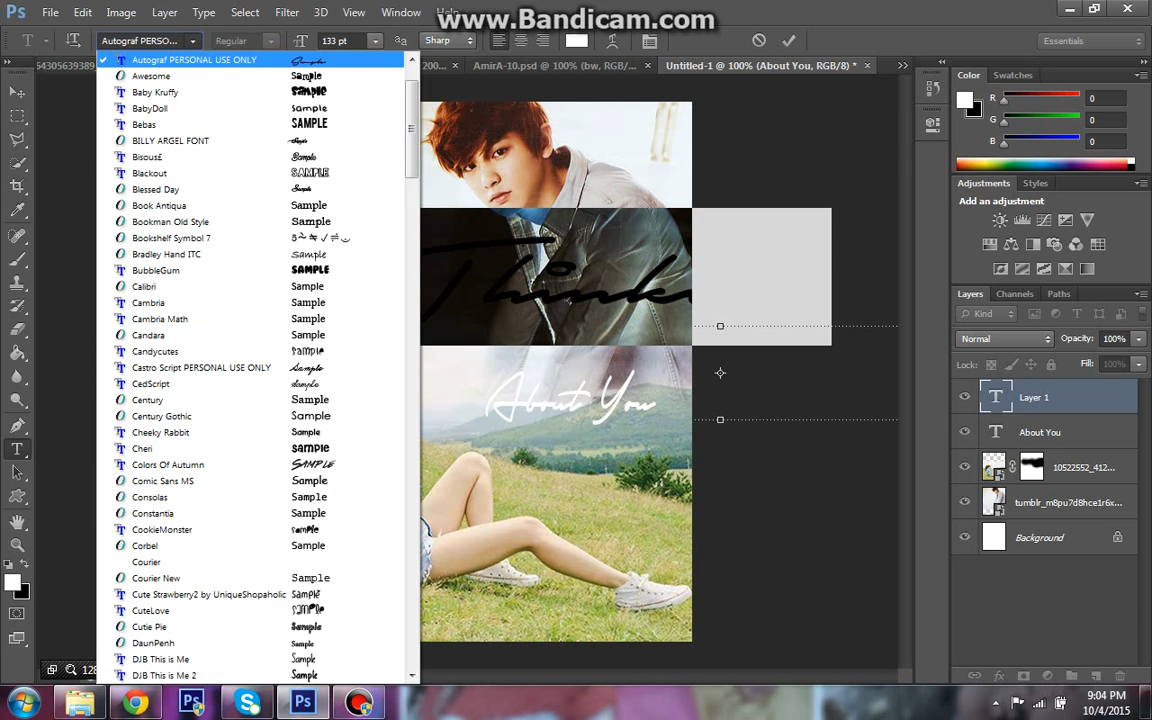 www.Bandicam.com
Ps File Edit Image Layer Type Select Filter 3D View Window Help
T Autograf PERSO... Regular 133 pt Sharp Essentials
54305639389 200... × AmirA-10.psd @ 100% (bw, RG/... × Untitled-1 @ 100% (About You, RGB/8) * ×
Autograf PERSONAL USE ONLY Sample
Awesome Sample
Baby Kruffy Sample
BabyDoll Sample
Bebas SAMPLE
BILLY ARGEL FONT Sample
Bisous£ Sample
Blackout SAMPLE
Blessed Day Sample
Book Antiqua Sample
Bookman Old Style Sample
Bookshelf Symbol 7
Bradley Hand ITC Sample
BubbleGum SAMPLE
Calibri Sample
Cambria Sample
Cambria Math Sample
Candara Sample
Candycutes Sample
Castro Script PERSONAL USE ONLY Sample
CedScript Sample
Century Sample
Century Gothic Sample
Cheeky Rabbit Sample
Cheri Sample
Colors Of Autumn SAMPLE
Comic Sans MS Sample
Consolas Sample
Constantia Sample
CookieMonster Sample
Corbel Sample
Courier
Courier New Sample
Cute Strawberry2 by UniqueShopaholic Sample
CuteLove Sample
Cutie Pie Sample
DaunPenh Sample
DJB This is Me Sample
DJB This is Me 2 Sample
Thinki
About You
Color Swatches
R 0
G 0
B 0
Adjustments Styles
Add an adjustment
Layers Channels Paths
Kind
Normal Opacity: 100%
Lock: Fill: 100%
Layer 1
About You
10522552_412...
tumblr_m8pu7d8hce1r6x...
Background
9:04 PM
10/4/2015